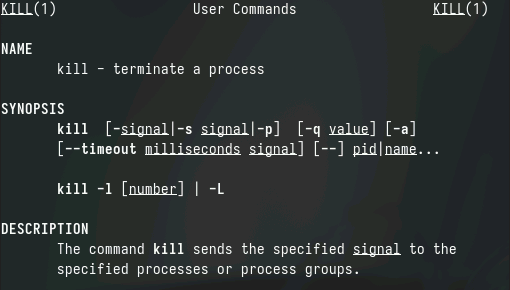 KILL(1) User Commands KILL(1)
NAME
kill - terminate a process
SYNOPSIS
kill [-signal|-s signal|-p] [-q value] [-a]
[--timeout milliseconds signal] [--] pid|name...
kill -l [number] | -L
DESCRIPTION
The command kill sends the specified signal to the
specified processes or process groups.